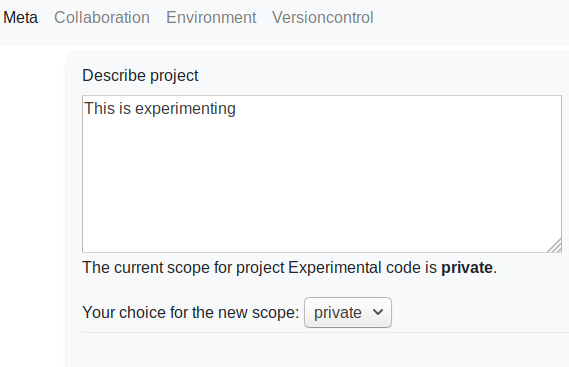 Meta Collaboration Environment Versioncontrol
Describe project
This is experimenting
The current scope for project Experimental code is private.
Your choice for the new scope: private